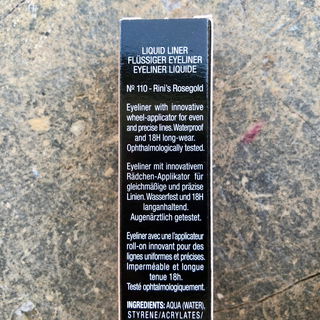 LIQUID LINER
FLÜSSIGER EYELINER
EYELINER LIQUIDE
Nº 110 - Rini's Rosegold
Eyeliner with innovative
wheel-applicator for even
and precise lines. Waterproof
and 18H long-wear.
Ophthalmologically tested.
Eyeliner mit innovativem
Rädchen-Applikator für
gleichmäßige und präzise
Linien. Wasserfest und 18H
langanhaltend.
Augenärztlich getestet.
Eyeliner avec une l'applicateur
roll-on innovant pour des
lignes uniformes et précises.
Imperméable et longue
tenue 18h.
Testé ophtalmologiquement.
INGREDIENTS: AQUA (WATER),
STYRENE/ACRYLATES/